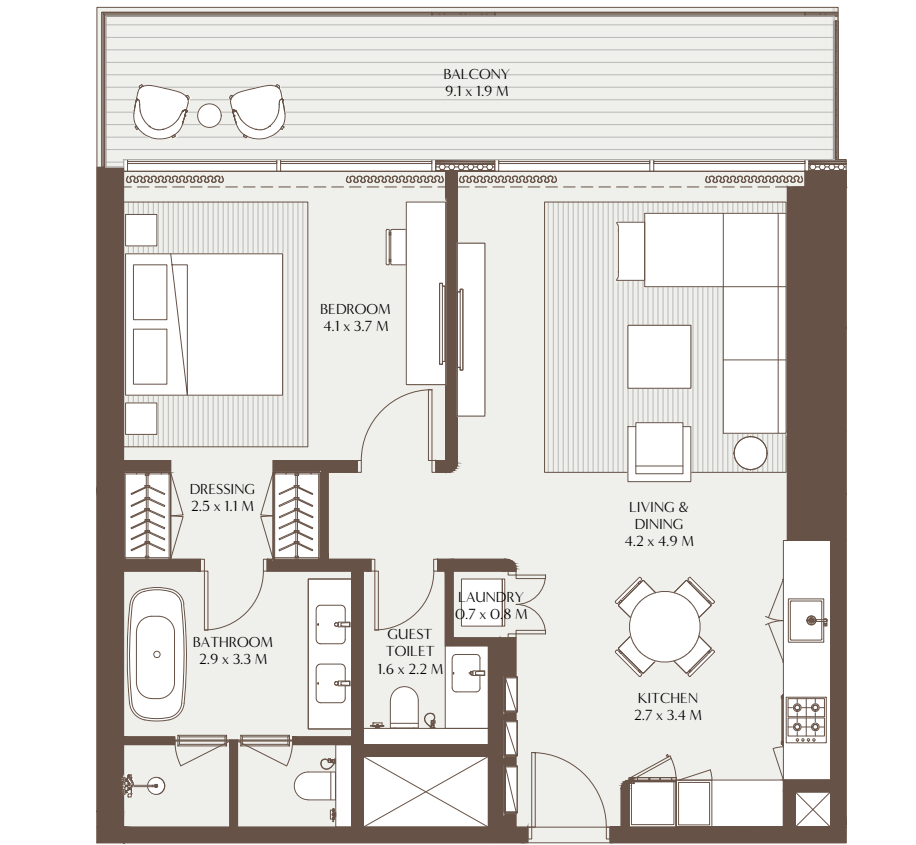 BALCONY
9.1 x 1.9 M
BEDROOM
4.1 x 3.7 M
DRESSING
2.5 x 1.1 M
LIVING &
DINING
4.2 x 4.9 M
LAUNDRY
0.7 x 0.8 M
GUEST
TOILET
1.6 x 2.2 M
BATHROOM
2.9 x 3.3 M
KITCHEN
2.7 x 3.4 M